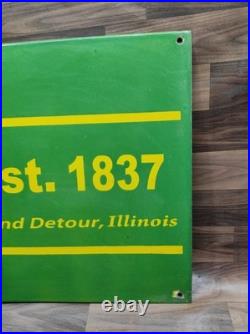 st. 1837
nd Detour, Illinois